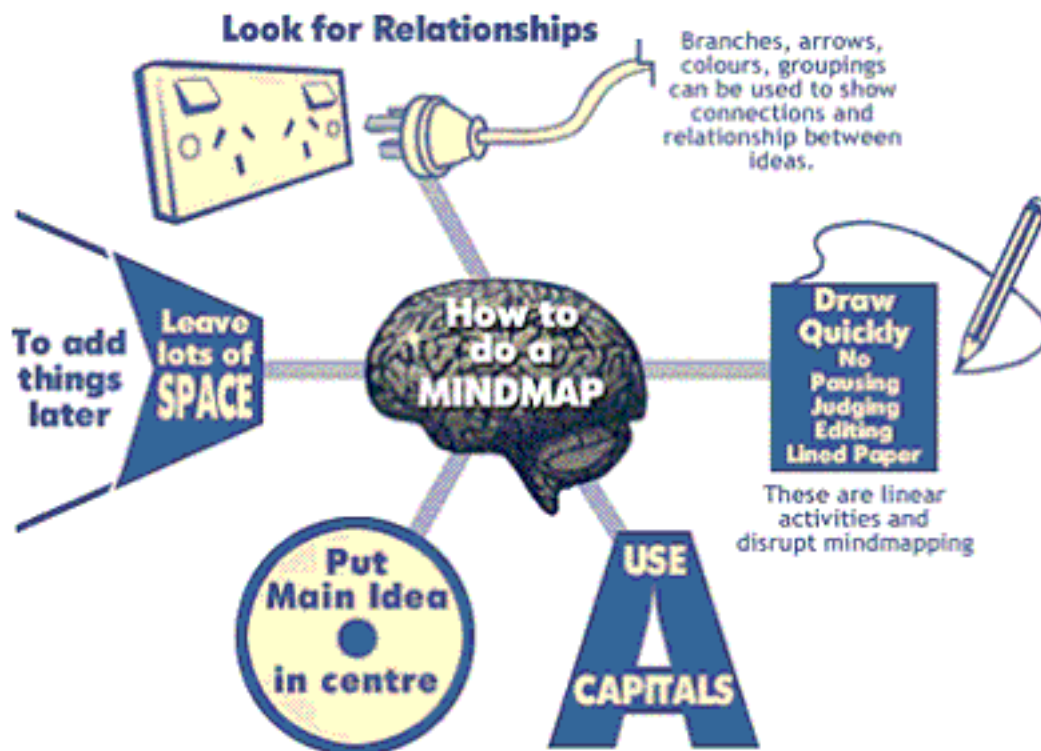 Look for Relationships
Branches, arrows,
colours, groupings
can be used to show
connections and
relationship between
ideas.
How to
do a
MINDMAP
Draw
Quickly
No
Pausing
Judging
Editing
Lined Paper
These are linear
activities and
disrupt mindmapping
USE
CAPITALS
Put
Main Idea
in centre
Leave
lots of
SPACE
To add
things
later